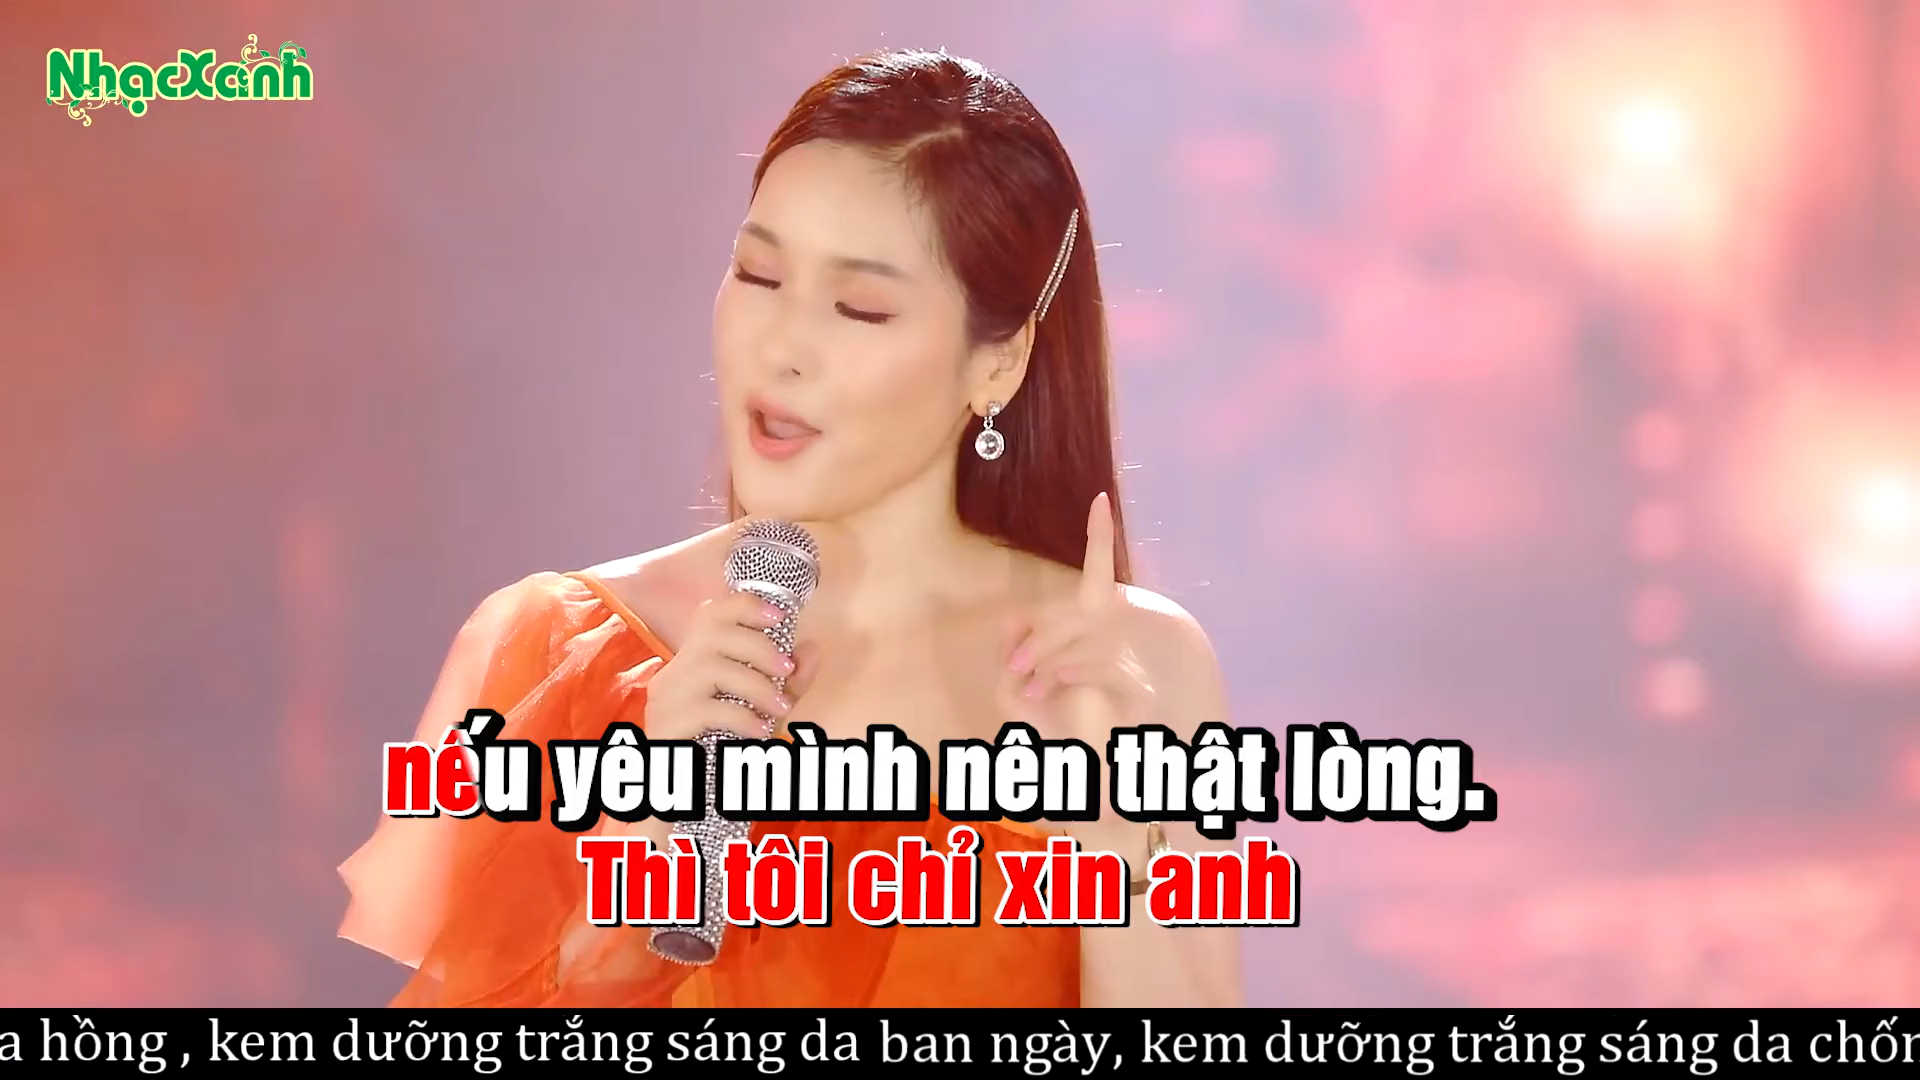 NhạcXanh
nếu yêu mình nên thật lòng.
Thì tôi chỉ xin anh
a hồng , kem dưỡng trắng sáng da ban ngày, kem dưỡng trắng sáng da chốn